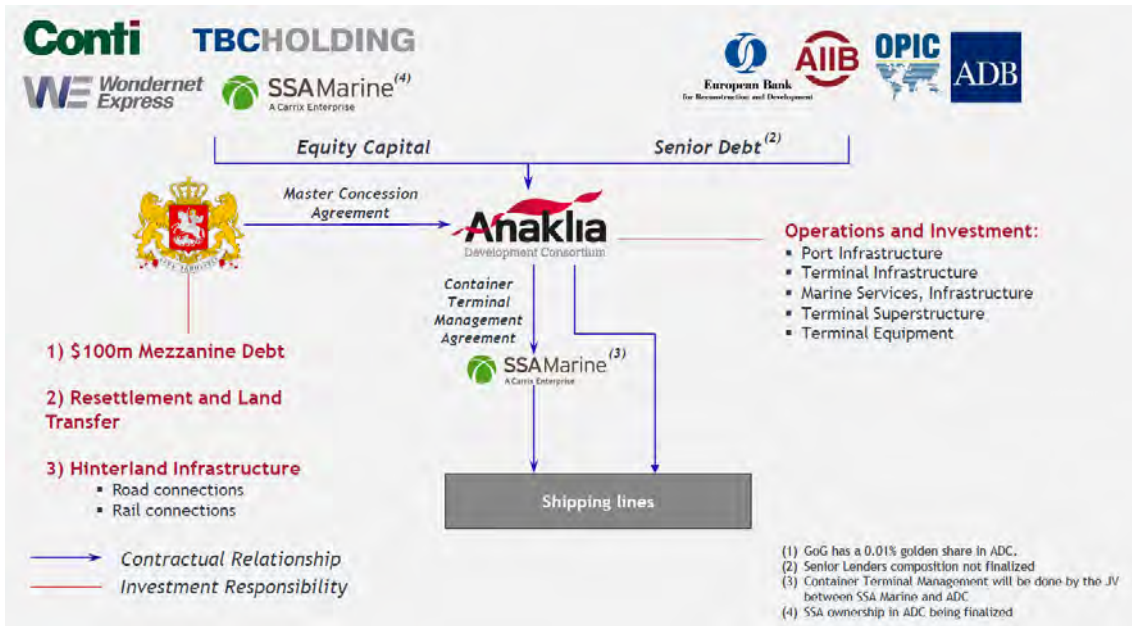 Conti
TBCHOLDING
WE Wondernet
Express
SSAMarine (4)
A Carrix Enterprise
European Bank
for Reconstruction and Development
AIIB
OPIC
ADB
Equity Capital
Senior Debt (2)
Master Concession
Agreement
Anaklia
Development Consortium
Operations and Investment:
▪ Port Infrastructure
▪ Terminal Infrastructure
▪ Marine Services, Infrastructure
▪ Terminal Superstructure
▪ Terminal Equipment
Container
Terminal
Management
Agreement
SSAMarine (3)
A Carrix Enterprise
1) $100m Mezzanine Debt
2) Resettlement and Land
Transfer
3) Hinterland Infrastructure
▪ Road connections
▪ Rail connections
Shipping lines
Contractual Relationship
Investment Responsibility
(1) GoG has a 0.01% golden share in ADC.
(2) Senior Lenders composition not finalized
(3) Container Terminal Management will be done by the JV
between SSA Marine and ADC
(4) SSA ownership in ADC being finalized